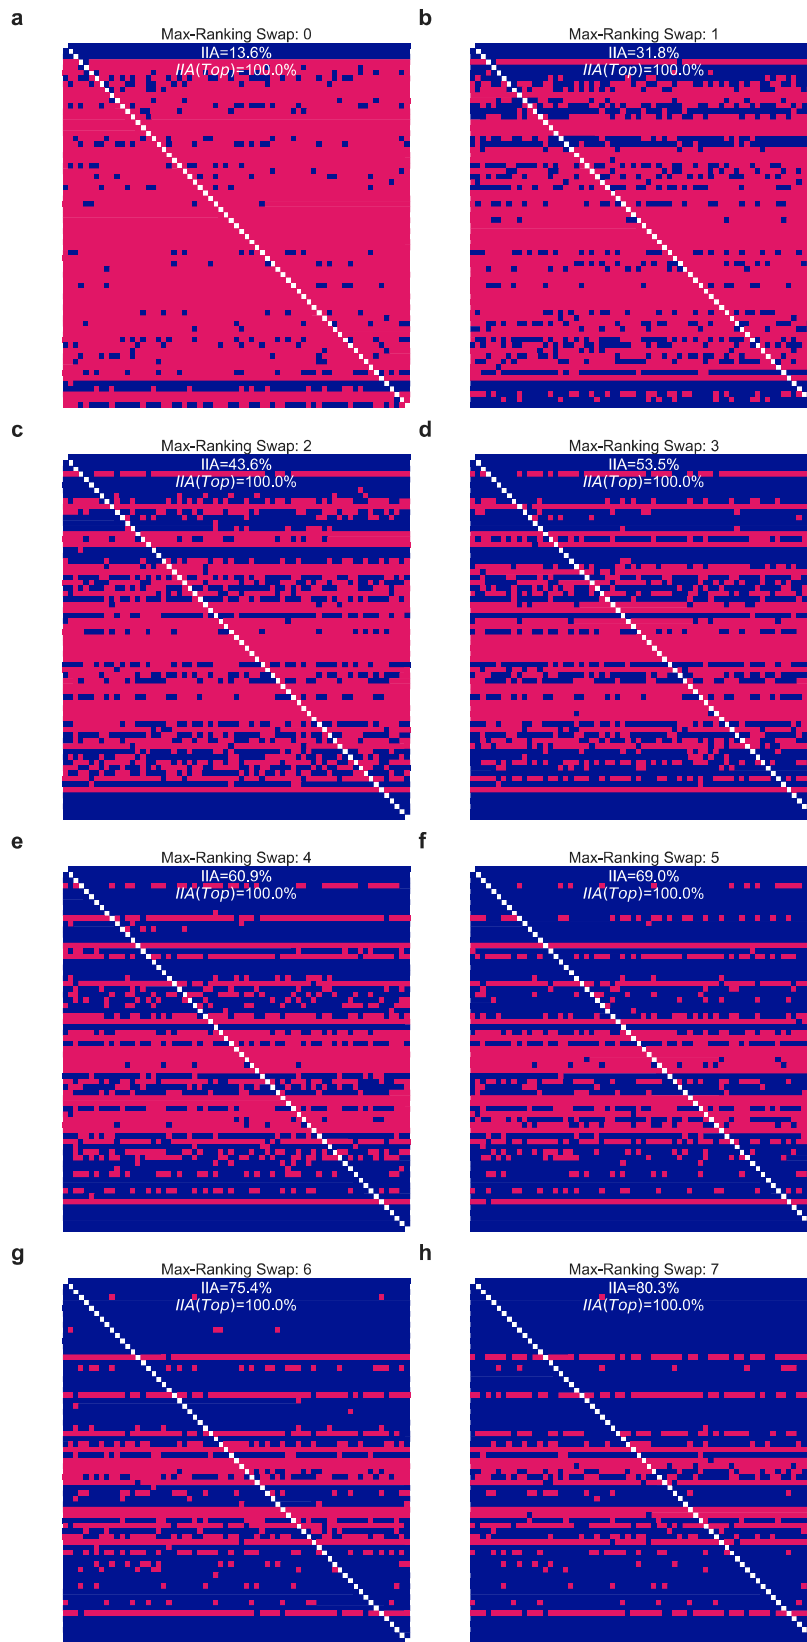 a
Max-Ranking Swap: 0
IIA=13.6%
IIA(Top)=100.0%
b
Max-Ranking Swap: 1
IIA=31.8%
IIA(Top)=100.0%
c
Max-Ranking Swap: 2
IIA=43.6%
IIA(Top)=100.0%
d
Max-Ranking Swap: 3
IIA=53.5%
IIA(Top)=100.0%
e
Max-Ranking Swap: 4
IIA=60.9%
IIA(Top)=100.0%
f
Max-Ranking Swap: 5
IIA=69.0%
IIA(Top)=100.0%
g
Max-Ranking Swap: 6
IIA=75.4%
IIA(Top)=100.0%
h
Max-Ranking Swap: 7
IIA=80.3%
IIA(Top)=100.0%